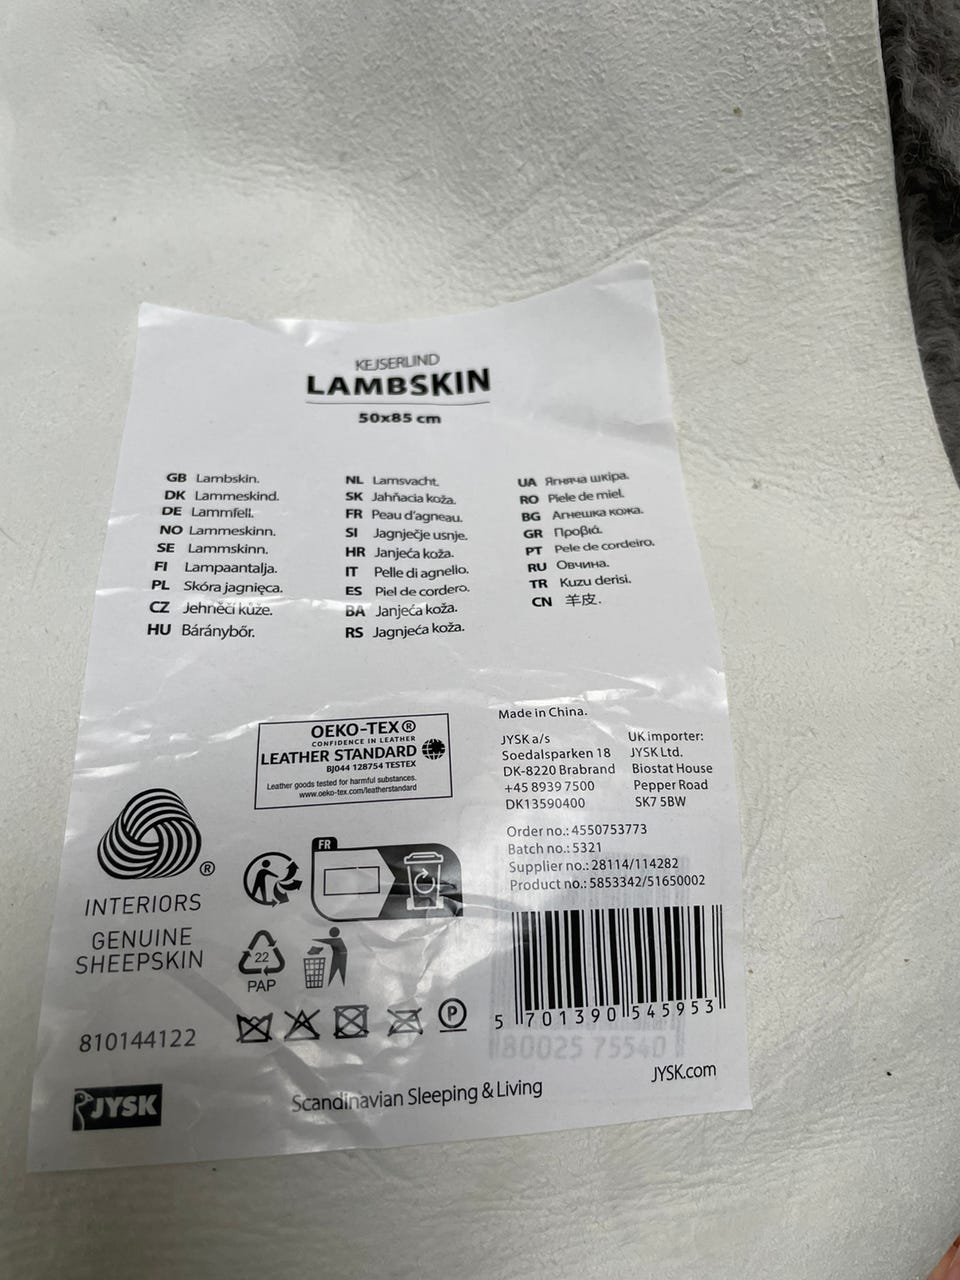 KEJSERLIND
LAMBSKIN
50x85 cm
GB Lambskin.
DK Lammeskind.
DE Lammfell.
NO Lammeskinn.
SE Lammskinn.
FI Lampaantalja.
PL Skóra jagnięca.
CZ Jehněčí kůže.
HU Báránybőr.
NL Lamsvacht.
SK Jahňacia koža.
FR Peau d'agneau.
SI Jagnječje usnje.
HR Janjeća koža.
IT Pelle di agnello.
ES Piel de cordero.
BA Janjeća koža.
RS Jagnjeća koža.
UA Ягняча шкіра.
RO Piele de miel.
BG Агнешка кожа.
GR Προβιά.
PT Pele de cordeiro.
RU Овчина.
TR Kuzu derisi.
CN 羊皮.
OEKO-TEX®
CONFIDENCE IN LEATHER
LEATHER STANDARD
BJ044 128754 TESTEX
Leather goods tested for harmful substances.
www.oeko-tex.com/leatherstandard
Made in China.
JYSK a/s
Soedalsparken 18
DK-8220 Brabrand
+45 8939 7500
DK13590400
UK importer:
JYSK Ltd.
Biostat House
Pepper Road
SK7 5BW
Order no.: 4550753773
Batch no.: 5321
Supplier no.: 28114/114282
Product no.: 5853342/51650002
®
INTERIORS
GENUINE
SHEEPSKIN
810144122
FR
22
PAP
P
5 701390 545953
80025 75540
JYSK
Scandinavian Sleeping & Living
JYSK.com